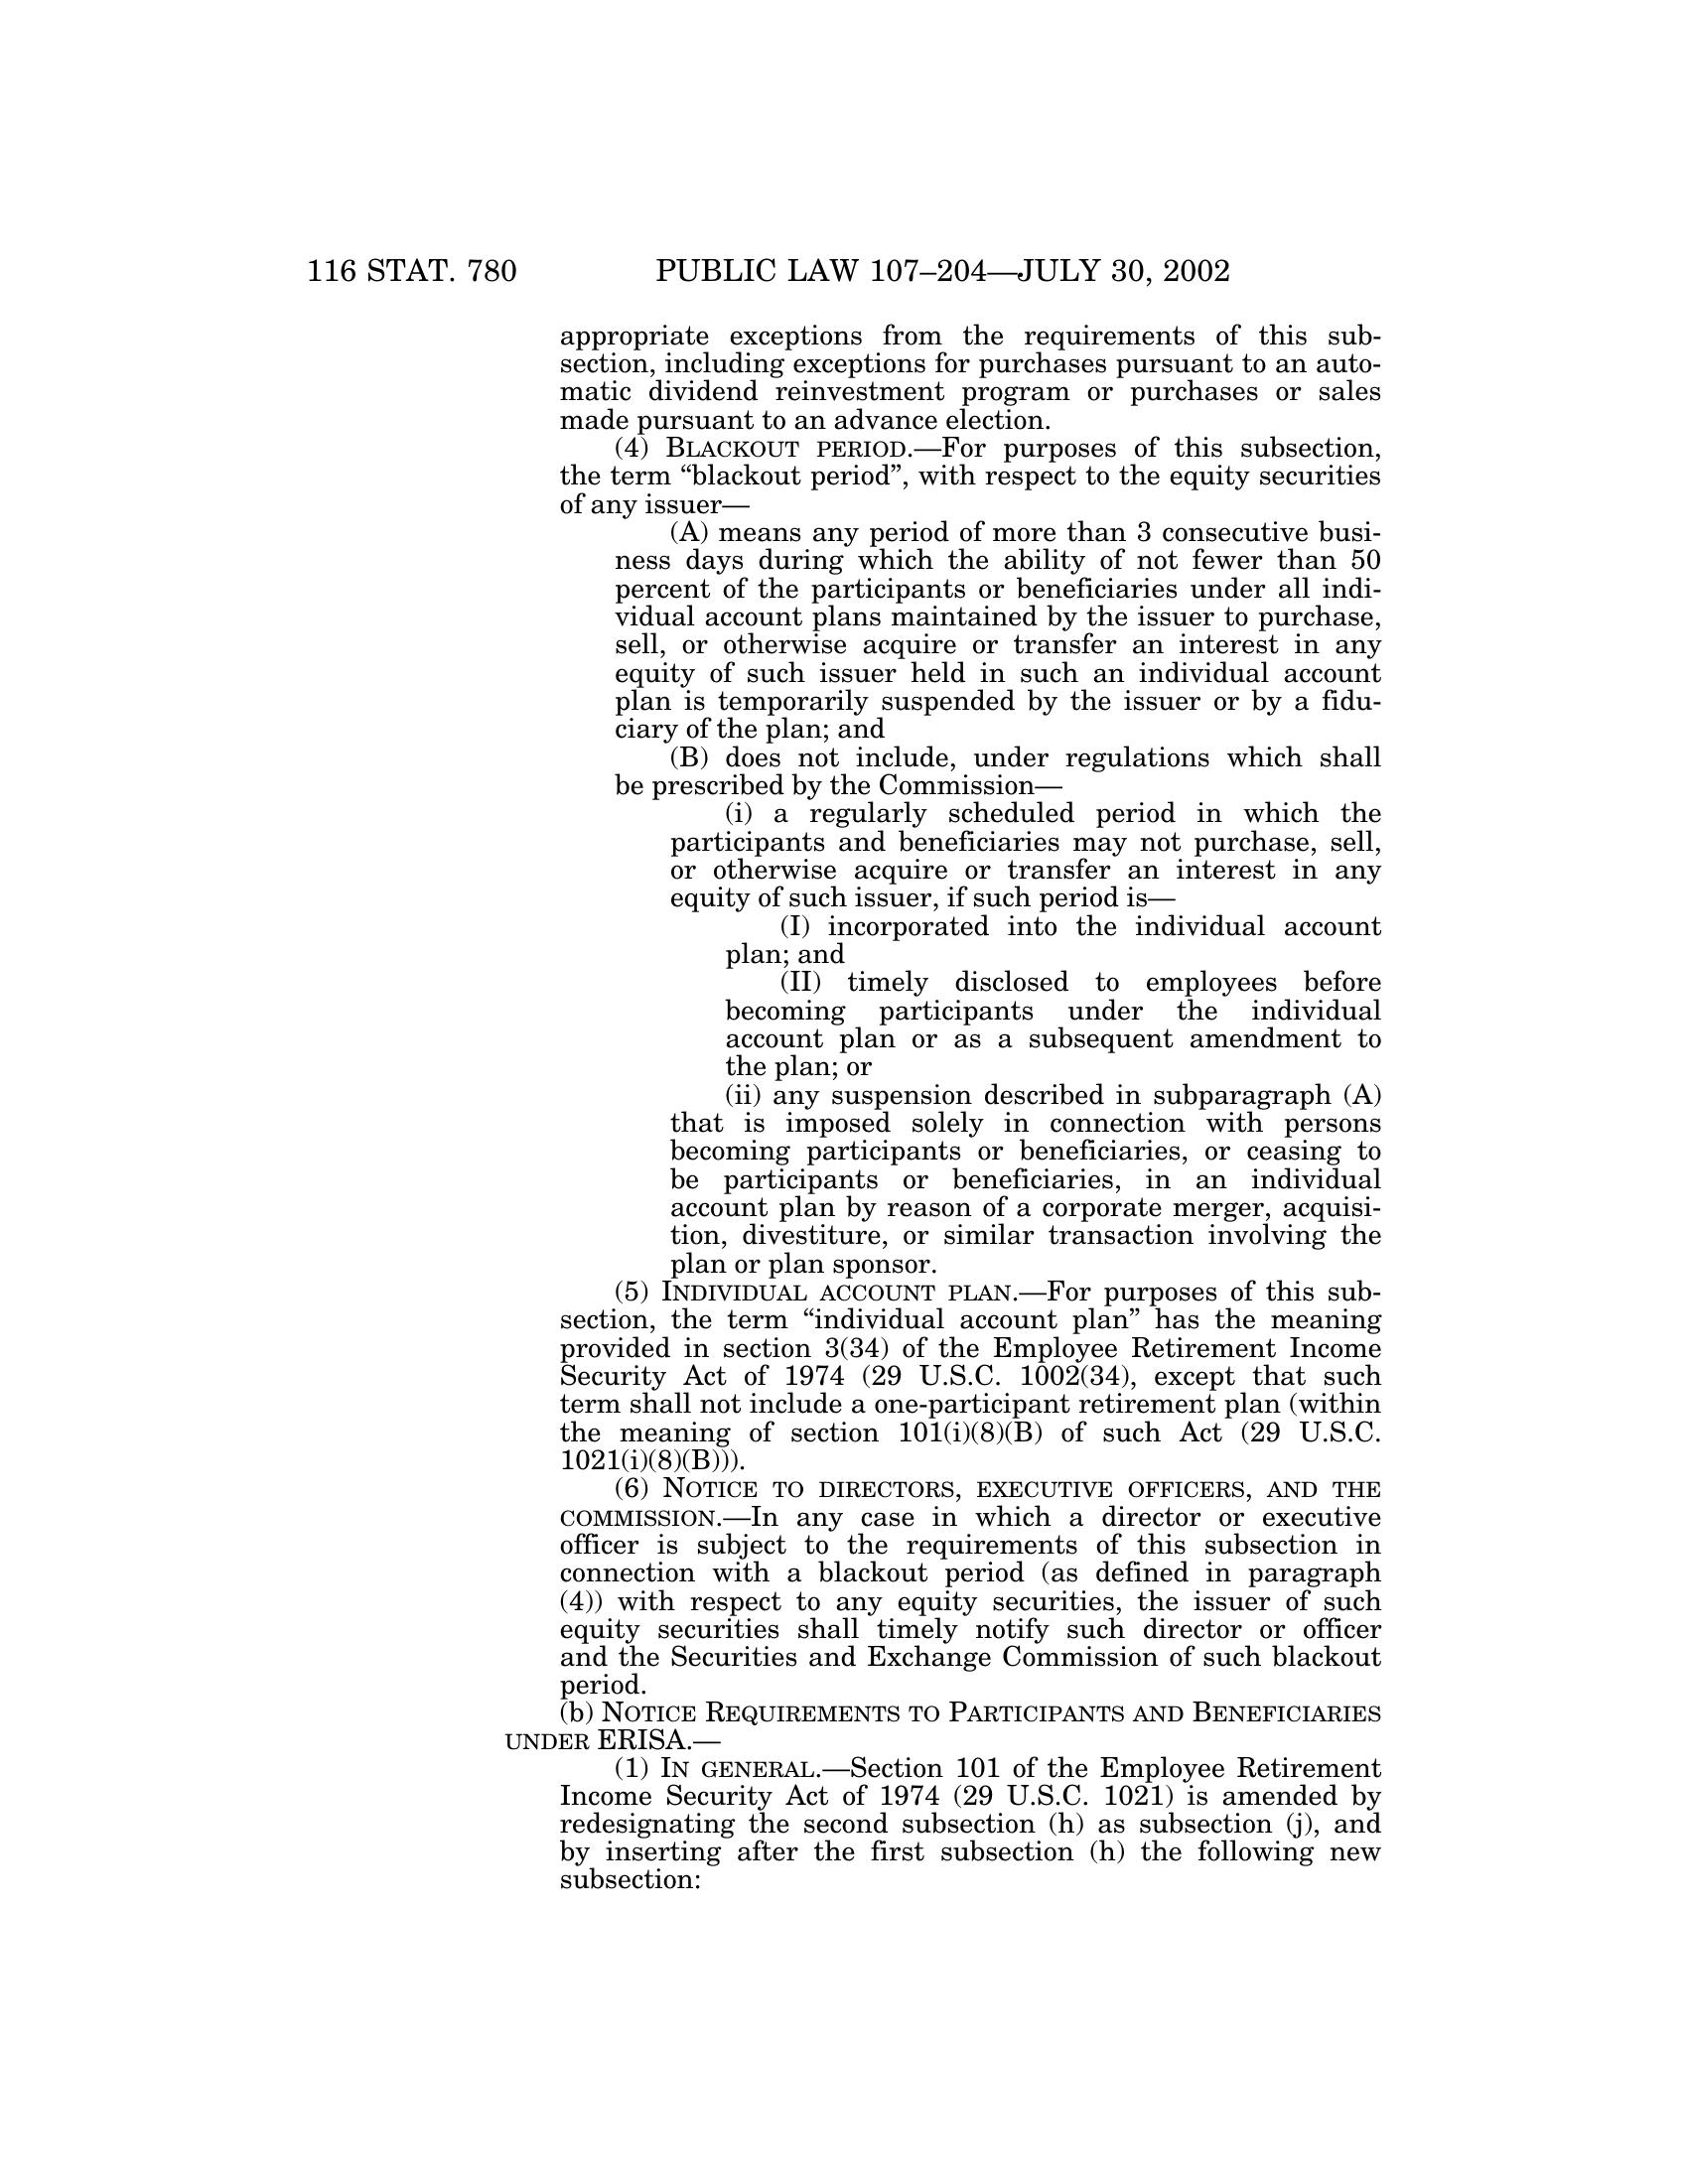 116 STAT. 780 PUBLIC LAW 107–204—JULY 30, 2002
appropriate exceptions from the requirements of this sub-
section, including exceptions for purchases pursuant to an auto-
matic dividend reinvestment program or purchases or sales
made pursuant to an advance election.
(4) BLACKOUT PERIOD.—For purposes of this subsection,
the term “blackout period”, with respect to the equity securities
of any issuer—
(A) means any period of more than 3 consecutive busi-
ness days during which the ability of not fewer than 50
percent of the participants or beneficiaries under all indi-
vidual account plans maintained by the issuer to purchase,
sell, or otherwise acquire or transfer an interest in any
equity of such issuer held in such an individual account
plan is temporarily suspended by the issuer or by a fidu-
ciary of the plan; and
(B) does not include, under regulations which shall
be prescribed by the Commission—
(i) a regularly scheduled period in which the
participants and beneficiaries may not purchase, sell,
or otherwise acquire or transfer an interest in any
equity of such issuer, if such period is—
(I) incorporated into the individual account
plan; and
(II) timely disclosed to employees before
becoming participants under the individual
account plan or as a subsequent amendment to
the plan; or
(ii) any suspension described in subparagraph (A)
that is imposed solely in connection with persons
becoming participants or beneficiaries, or ceasing to
be participants or beneficiaries, in an individual
account plan by reason of a corporate merger, acquisi-
tion, divestiture, or similar transaction involving the
plan or plan sponsor.
(5) INDIVIDUAL ACCOUNT PLAN.—For purposes of this sub-
section, the term “individual account plan” has the meaning
provided in section 3(34) of the Employee Retirement Income
Security Act of 1974 (29 U.S.C. 1002(34), except that such
term shall not include a one-participant retirement plan (within
the meaning of section 101(i)(8)(B) of such Act (29 U.S.C.
1021(i)(8)(B))).
(6) NOTICE TO DIRECTORS, EXECUTIVE OFFICERS, AND THE
COMMISSION.—In any case in which a director or executive
officer is subject to the requirements of this subsection in
connection with a blackout period (as defined in paragraph
(4)) with respect to any equity securities, the issuer of such
equity securities shall timely notify such director or officer
and the Securities and Exchange Commission of such blackout
period.
(b) NOTICE REQUIREMENTS TO PARTICIPANTS AND BENEFICIARIES
UNDER ERISA.—
(1) IN GENERAL.—Section 101 of the Employee Retirement
Income Security Act of 1974 (29 U.S.C. 1021) is amended by
redesignating the second subsection (h) as subsection (j), and
by inserting after the first subsection (h) the following new
subsection: